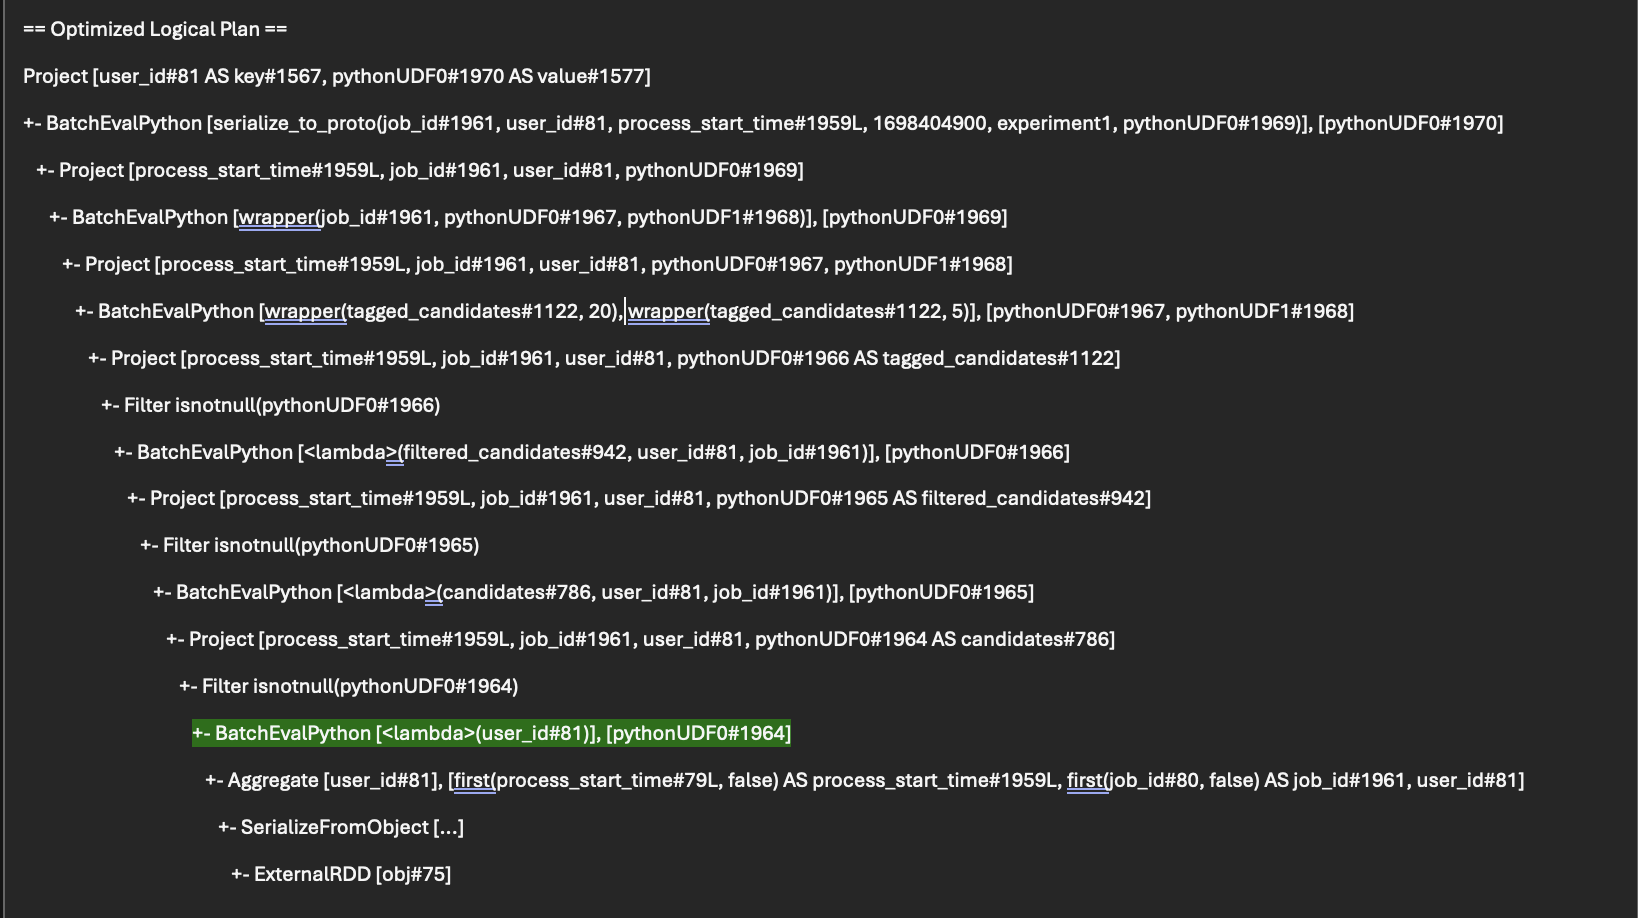 == Optimized Logical Plan ==
Project [user_id#81 AS key#1567, pythonUDF0#1970 AS value#1577]
+- BatchEvalPython [serialize_to_proto(job_id#1961, user_id#81, process_start_time#1959L, 1698404900, experiment1, pythonUDF0#1969)], [pythonUDF0#1970]
+- Project [process_start_time#1959L, job_id#1961, user_id#81, pythonUDF0#1969]
+- BatchEvalPython [wrapper(job_id#1961, pythonUDF0#1967, pythonUDF1#1968)], [pythonUDF0#1969]
+- Project [process_start_time#1959L, job_id#1961, user_id#81, pythonUDF0#1967, pythonUDF1#1968]
+- BatchEvalPython [wrapper(tagged_candidates#1122, 20), wrapper(tagged_candidates#1122, 5)], [pythonUDF0#1967, pythonUDF1#1968]
+- Project [process_start_time#1959L, job_id#1961, user_id#81, pythonUDF0#1966 AS tagged_candidates#1122]
+- Filter isnotnull(pythonUDF0#1966)
+- BatchEvalPython [<lambda>(filtered_candidates#942, user_id#81, job_id#1961)], [pythonUDF0#1966]
+- Project [process_start_time#1959L, job_id#1961, user_id#81, pythonUDF0#1965 AS filtered_candidates#942]
+- Filter isnotnull(pythonUDF0#1965)
+- BatchEvalPython [<lambda>(candidates#786, user_id#81, job_id#1961)], [pythonUDF0#1965]
+- Project [process_start_time#1959L, job_id#1961, user_id#81, pythonUDF0#1964 AS candidates#786]
+- Filter isnotnull(pythonUDF0#1964)
+- BatchEvalPython [<lambda>(user_id#81)], [pythonUDF0#1964]
+- Aggregate [user_id#81], [first(process_start_time#79L, false) AS process_start_time#1959L, first(job_id#80, false) AS job_id#1961, user_id#81]
+- SerializeFromObject [...]
+- ExternalRDD [obj#75]